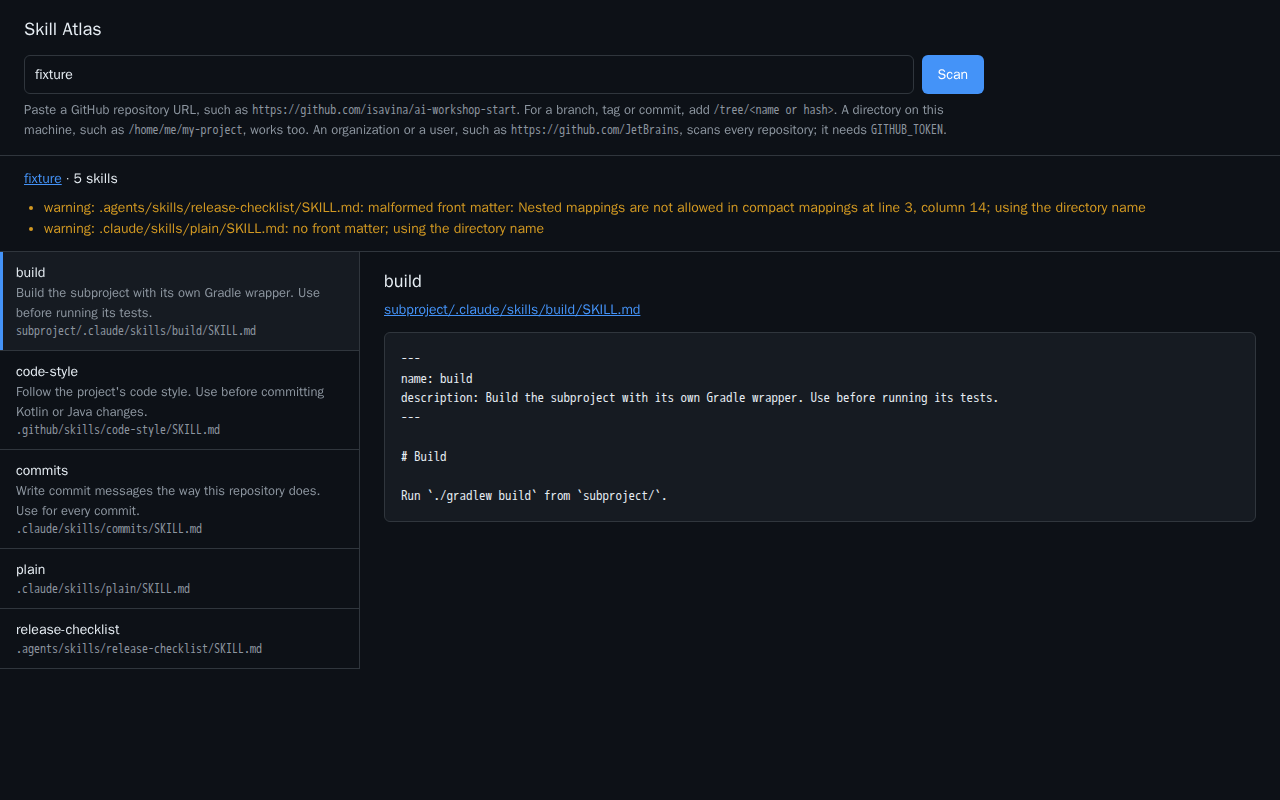 Skill Atlas
fixture
Scan
Paste a GitHub repository URL, such as https://github.com/isavina/ai-workshop-start. For a branch, tag or commit, add /tree/<name or hash>. A directory on this
machine, such as /home/me/my-project, works too. An organization or a user, such as https://github.com/JetBrains, scans every repository; it needs GITHUB_TOKEN.
fixture · 5 skills
• warning: .agents/skills/release-checklist/SKILL.md: malformed front matter: Nested mappings are not allowed in compact mappings at line 3, column 14; using the directory name
• warning: .claude/skills/plain/SKILL.md: no front matter; using the directory name
build
Build the subproject with its own Gradle wrapper. Use
before running its tests.
subproject/.claude/skills/build/SKILL.md
code-style
Follow the project's code style. Use before committing
Kotlin or Java changes.
.github/skills/code-style/SKILL.md
commits
Write commit messages the way this repository does.
Use for every commit.
.claude/skills/commits/SKILL.md
plain
.claude/skills/plain/SKILL.md
release-checklist
.agents/skills/release-checklist/SKILL.md
build
subproject/.claude/skills/build/SKILL.md
---
name: build
description: Build the subproject with its own Gradle wrapper. Use before running its tests.
---
# Build
Run `./gradlew build` from `subproject/`.